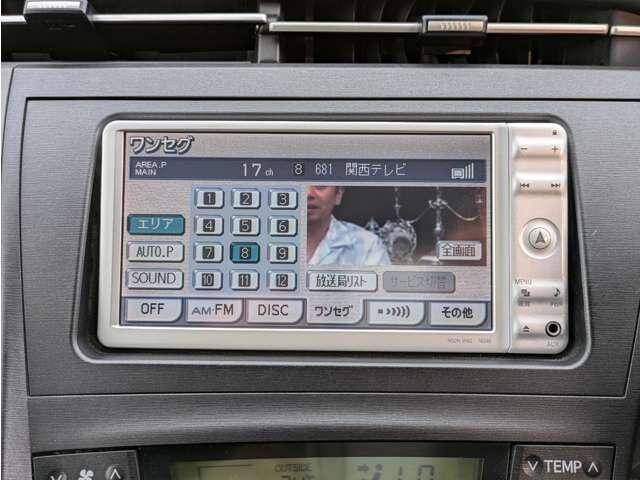 ワンセグ
AREA.P
MAIN
17 ch 8 681 関西テレビ
1 2 3
エリア 4 5 6
AUTO.P 7 8 9
全画面
SOUND 10 11 12 放送局リスト サービス切替
OFF AM・FM DISC ワンセグ その他
MENU
AUX
OUTSIDE
TEMP